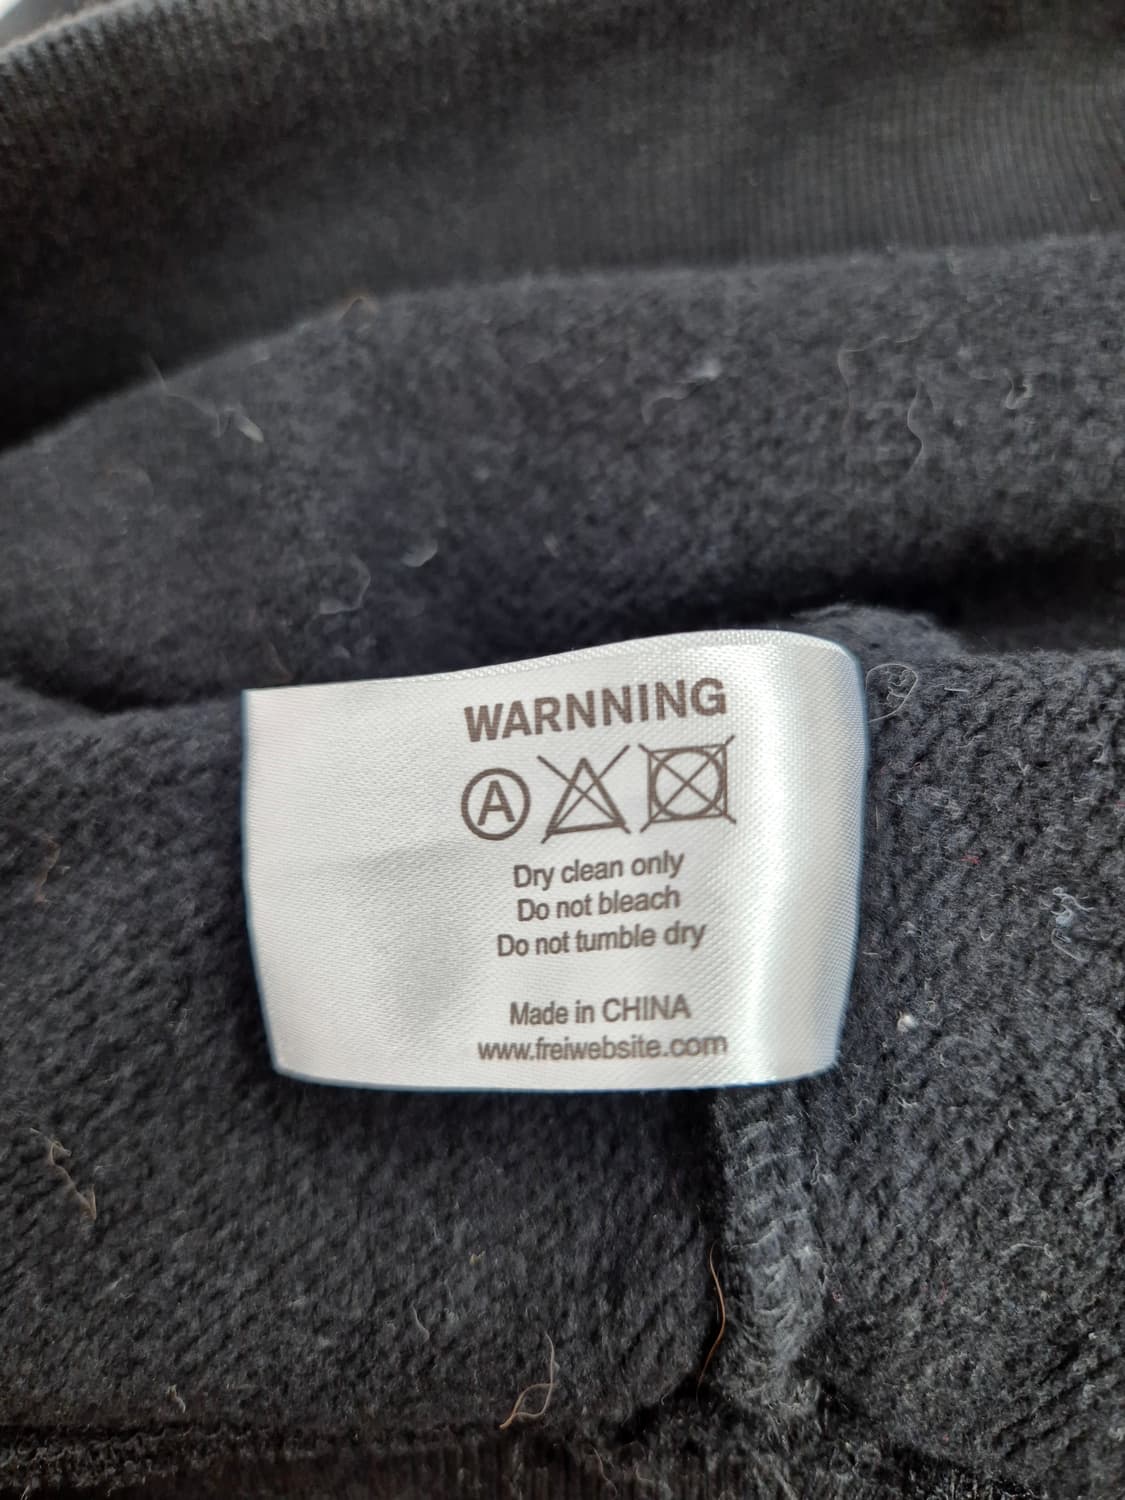 WARNNING
A
Dry clean only
Do not bleach
Do not tumble dry
Made in CHINA
www.freiwebsite.com